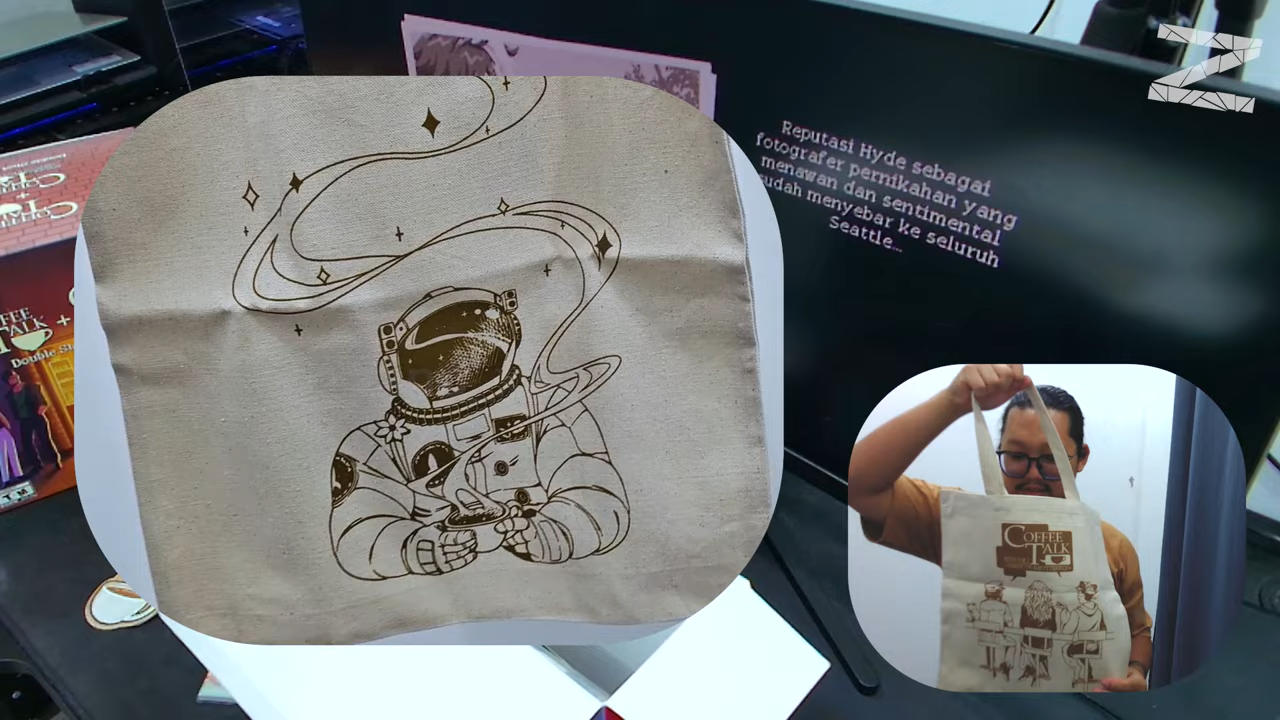 Reputasi Hyde sebagai
fotografer pernikahan yang
menawan dan sentimental
sudah menyebar ke seluruh
Seattle...
COFFEE
TALK
COFFEE
TALK
Double Sh
COFFEE
TALK